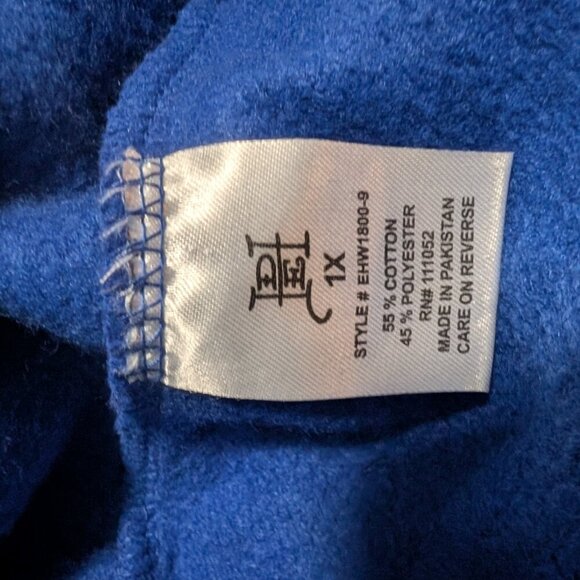 1X
STYLE # EHW1800-9
55 % COTTON
45 % POLYESTER
RN# 111052
MADE IN PAKISTAN
CARE ON REVERSE